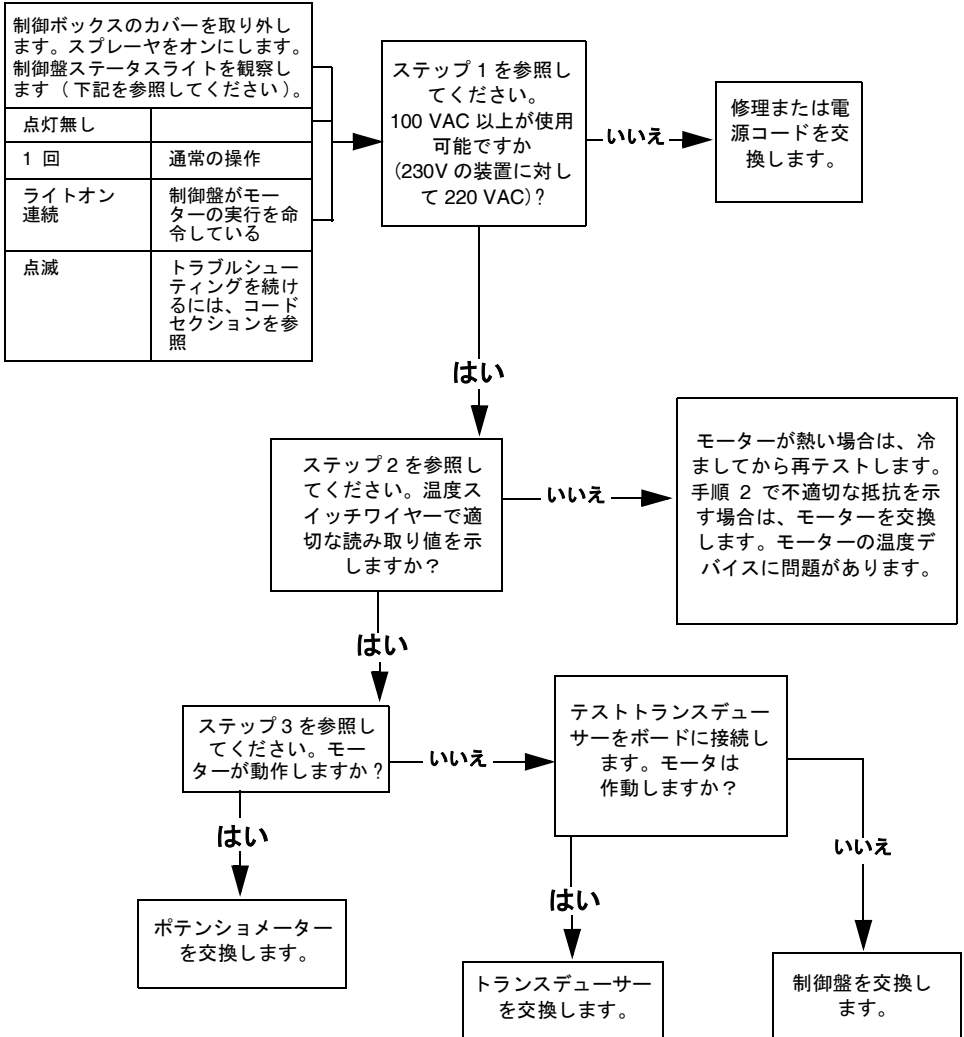 制御ボックスのカバーを取り外し
ます。スプレーヤをオンにします。
制御盤ステータスライトを観察し
ます（下記を参照してください）。
点灯無し
1 回
通常の操作
ライトオン
連続
制御盤がモー
ターの実行を命
令している
点滅
トラブルシュー
ティングを続け
るには、コード
セクションを参
照
ステップ 1 を参照し
てください。
100 VAC 以上が使用
可能ですか
（230V の装置に対し
て 220 VAC）?
いいえ
修理または電
源コードを交
換します。
はい
ステップ 2 を参照し
てください。温度ス
イッチワイヤーで適
切な読み取り値を示
しますか？
いいえ
モーターが熱い場合は、冷
ましてから再テストします。
手順 2 で不適切な抵抗を示
す場合は、モーターを交換
します。モーターの温度デ
バイスに問題があります。
はい
ステップ 3 を参照し
てください。モー
ターが動作しますか？
いいえ
テストトランスデュー
サーをボードに接続し
ます。モータは
作動しますか？
はい
ポテンショメーター
を交換します。
はい
トランスデューサー
を交換します。
いいえ
制御盤を交換し
ます。